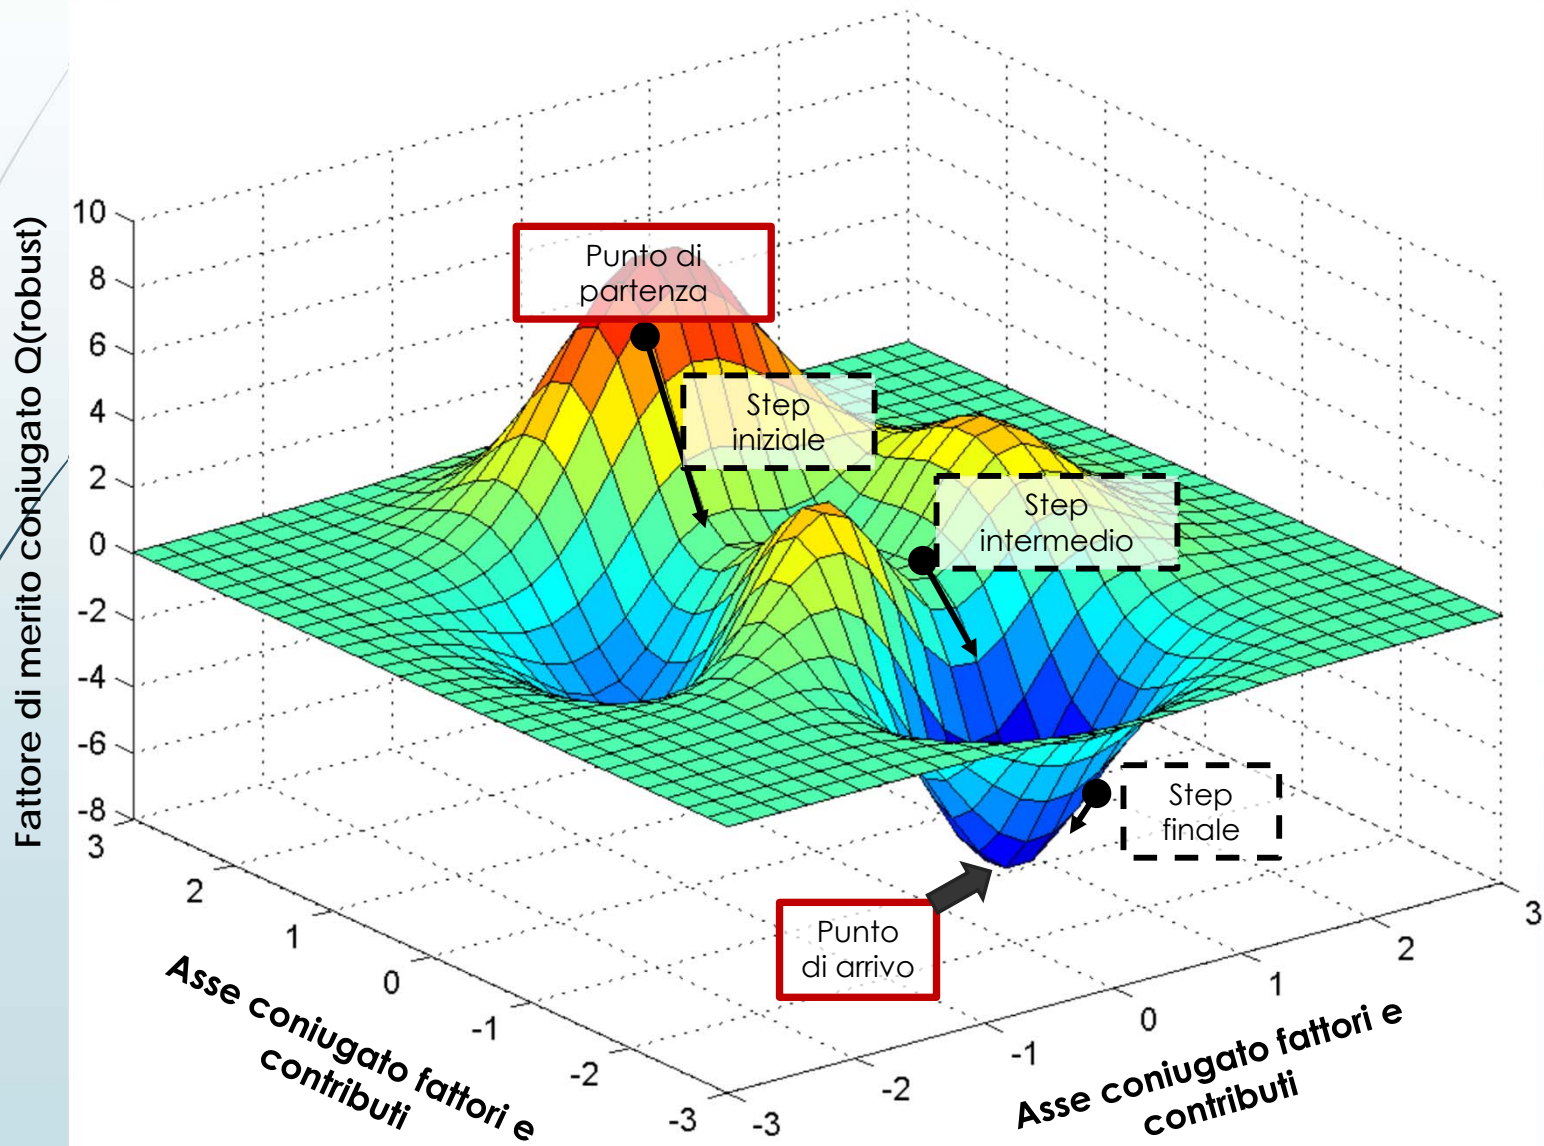 Fattore di merito coniugato Q(robust)
10
8
6
4
2
0
-2
-4
-6
-8
Punto di
partenza
Step
iniziale
Step
intermedio
Step
finale
Punto
di arrivo
3
2
1
0
-1
-2
-3
Asse coniugato fattori e
contributi
-3
-2
-1
0
1
2
3
Asse coniugato fattori e
contributi